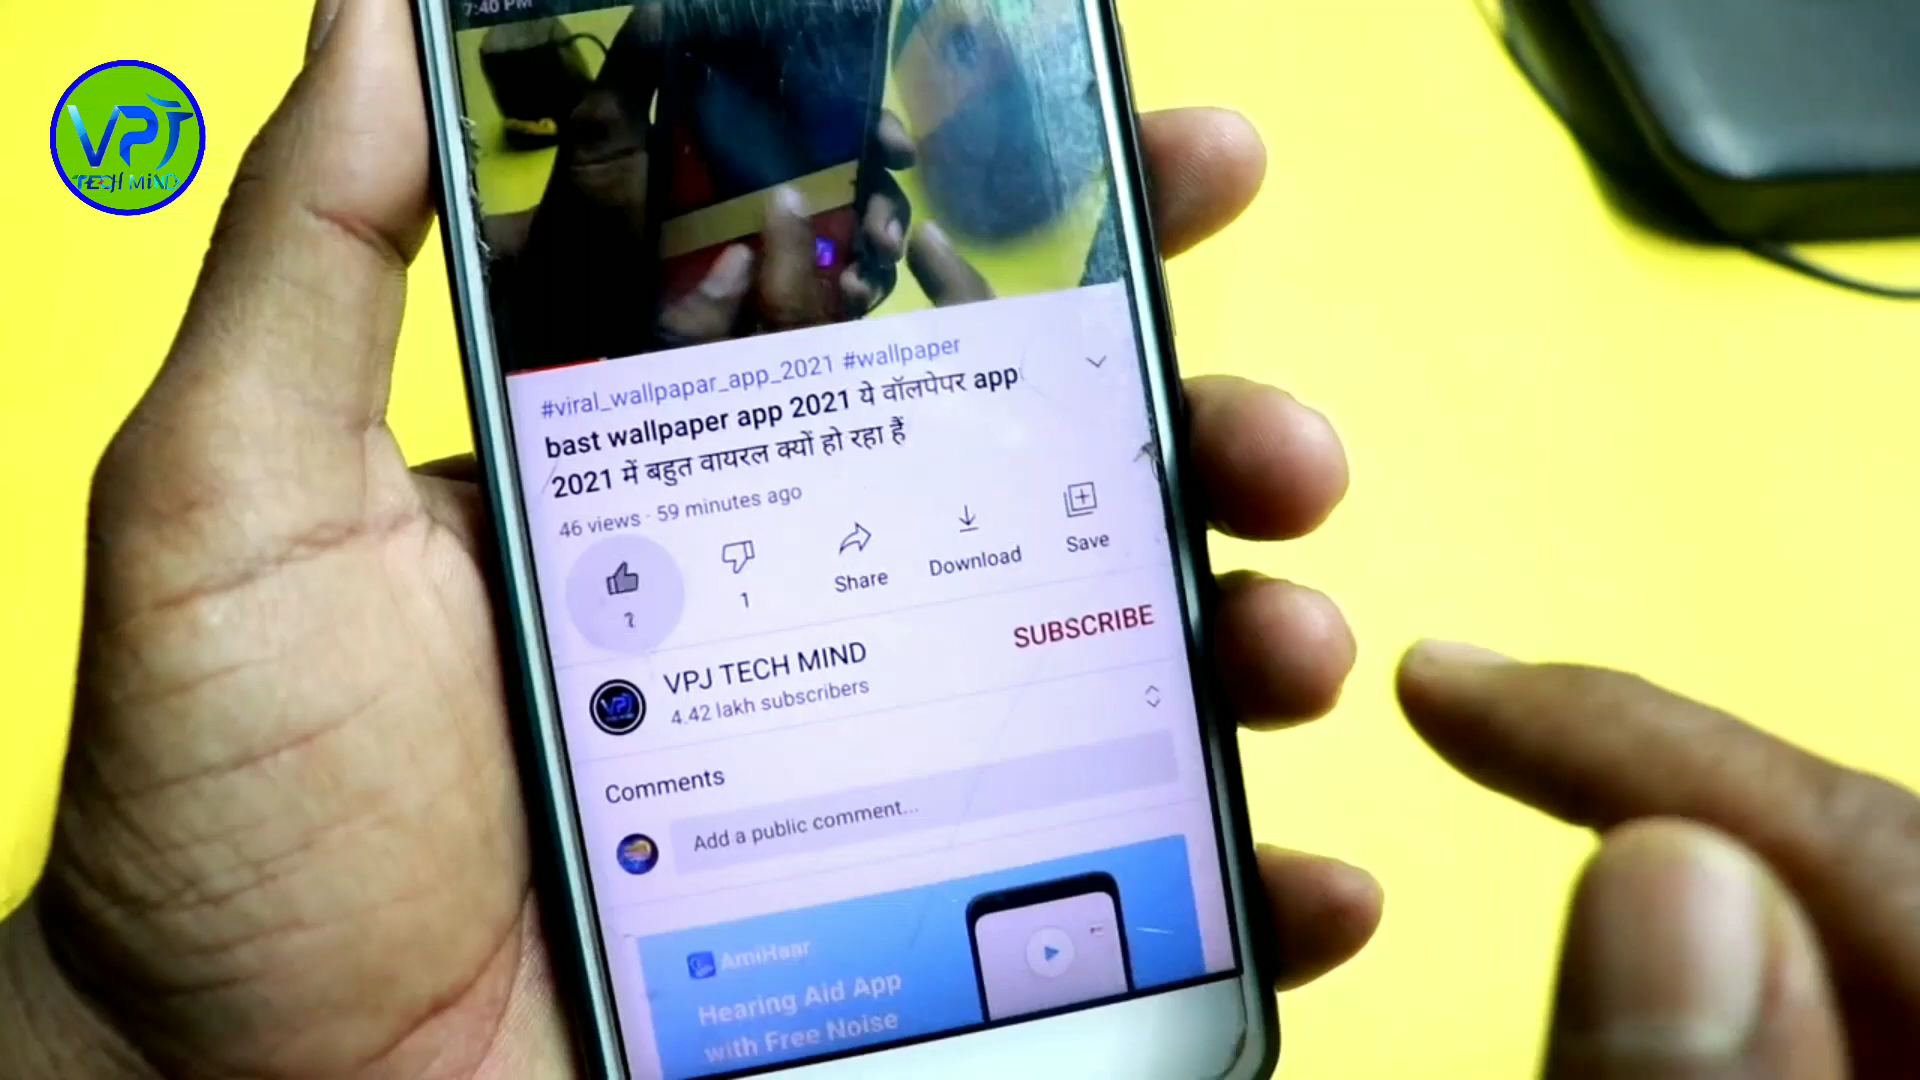 7:40 PM
VPJ
TECH MIND
#viral_wallpapar_app_2021 #wallpaper
bast wallpaper app 2021 ये वॉलपेपर app
2021 में बहुत वायरल क्यों हो रहा हैं
46 views · 59 minutes ago
1
Share
Download
Save
VPJ TECH MIND
4.42 lakh subscribers
SUBSCRIBE
VPJ
Comments
Add a public comment...
AmiHear
Hearing Aid App
with Free Noise